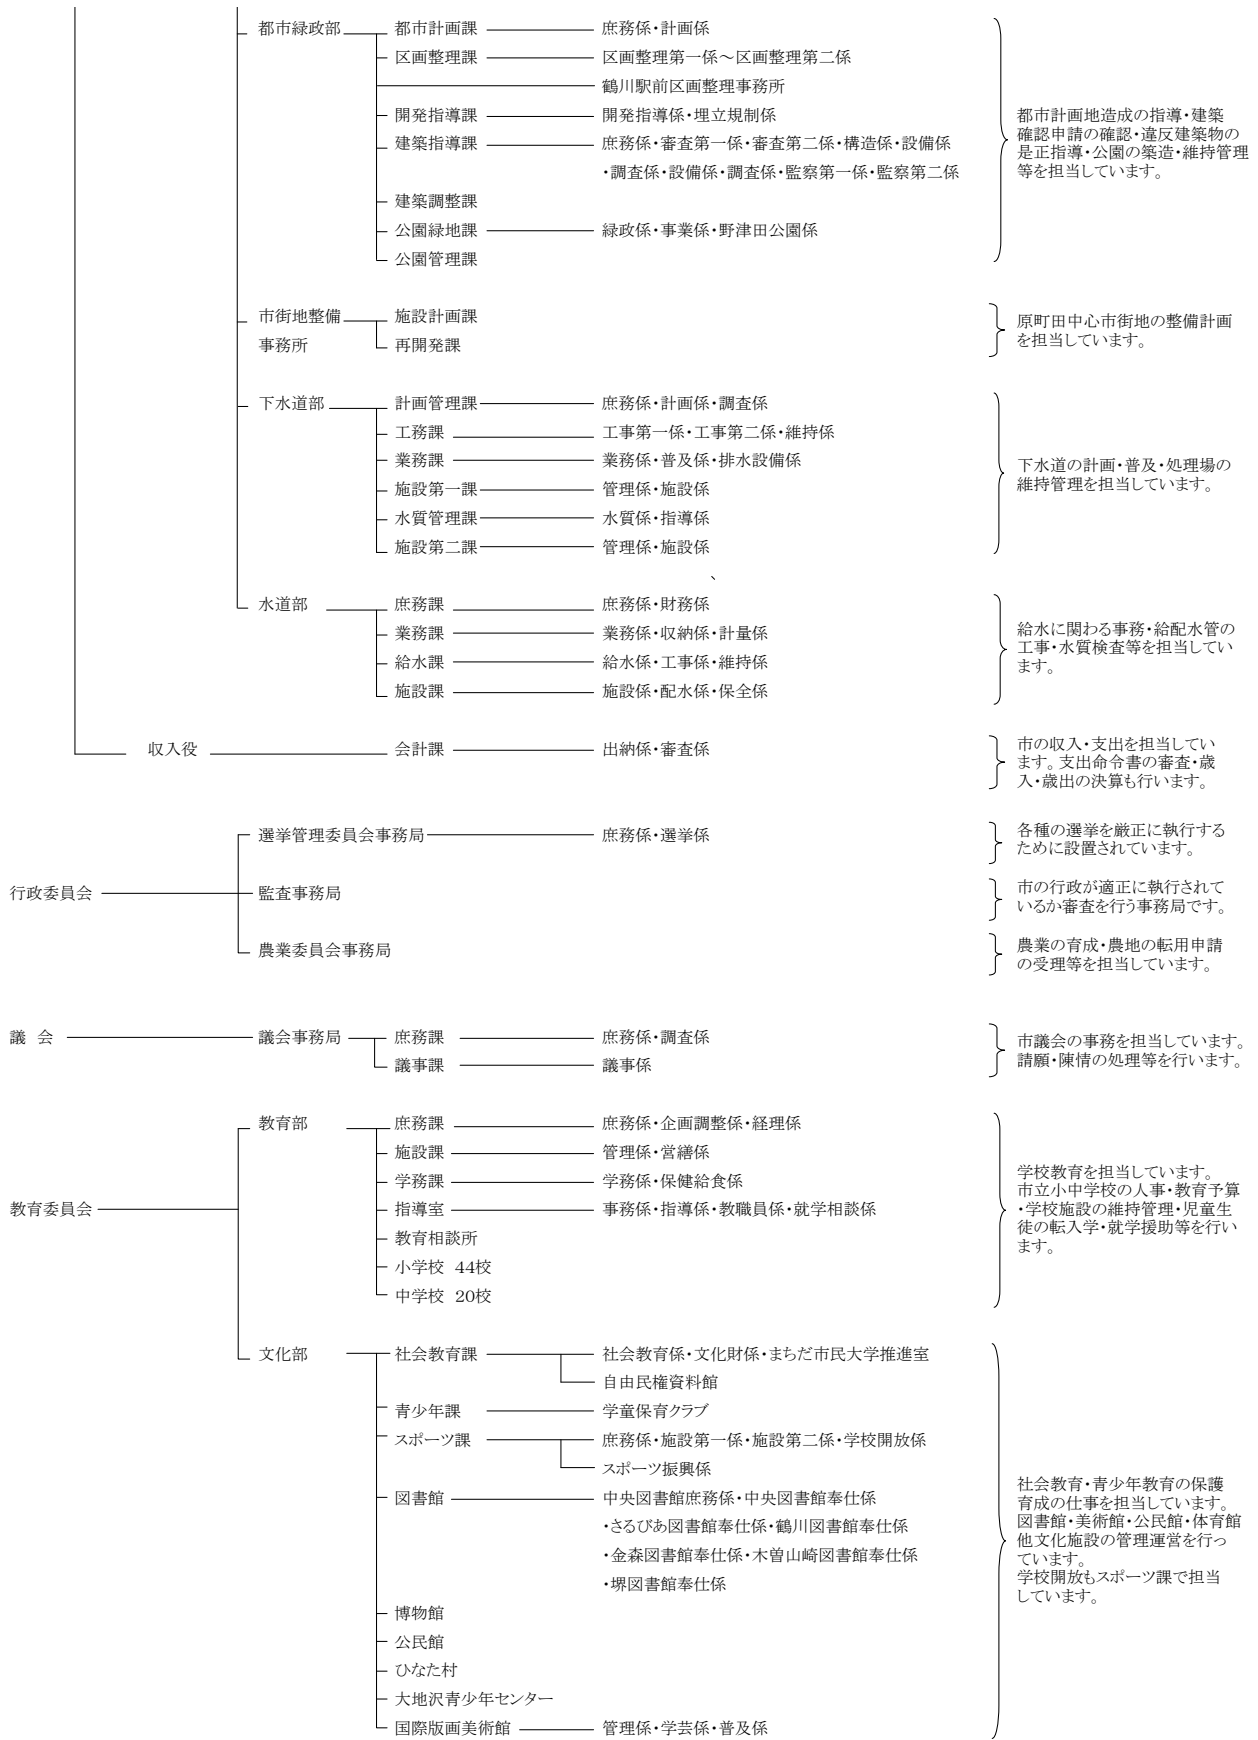 都市緑政部 都市計画課 庶務係・計画係
区画整理課 区画整理第一係～区画整理第二係
鶴川駅前区画整理事務所
開発指導課 開発指導係・埋立規制係
建築指導課 庶務係・審査第一係・審査第二係・構造係・設備係
・調査係・設備係・調査係・監察第一係・監察第二係
建築調整課
公園緑地課 緑政係・事業係・野津田公園係
公園管理課
都市計画地造成の指導・建築
確認申請の確認・違反建築物の
是正指導・公園の築造・維持管理
等を担当しています。
市街地整備 施設計画課
事務所 再開発課
原町田中心市街地の整備計画
を担当しています。
下水道部 計画管理課 庶務係・計画係・調査係
工務課 工事第一係・工事第二係・維持係
業務課 業務係・普及係・排水設備係
施設第一課 管理係・施設係
水質管理課 水質係・指導係
施設第二課 管理係・施設係
下水道の計画・普及・処理場の
維持管理を担当しています。
、
水道部 庶務課 庶務係・財務係
業務課 業務係・収納係・計量係
給水課 給水係・工事係・維持係
施設課 施設係・配水係・保全係
給水に関わる事務・給配水管の
工事・水質検査等を担当してい
ます。
収入役 会計課 出納係・審査係
市の収入・支出を担当してい
ます。支出命令書の審査・歳
入・歳出の決算も行います。
行政委員会
選挙管理委員会事務局 庶務係・選挙係
各種の選挙を厳正に執行する
ために設置されています。
監査事務局
市の行政が適正に執行されて
いるか審査を行う事務局です。
農業委員会事務局
農業の育成・農地の転用申請
の受理等を担当しています。
議 会 議会事務局 庶務課 庶務係・調査係
議事課 議事係
市議会の事務を担当しています。
請願・陳情の処理等を行います。
教育委員会
教育部 庶務課 庶務係・企画調整係・経理係
施設課 管理係・営繕係
学務課 学務係・保健給食係
指導室 事務係・指導係・教職員係・就学相談係
教育相談所
小学校 44校
中学校 20校
学校教育を担当しています。
市立小中学校の人事・教育予算
・学校施設の維持管理・児童生
徒の転入学・就学援助等を行い
ます。
文化部 社会教育課 社会教育係・文化財係・まちだ市民大学推進室
自由民権資料館
青少年課 学童保育クラブ
スポーツ課 庶務係・施設第一係・施設第二係・学校開放係
スポーツ振興係
図書館 中央図書館庶務係・中央図書館奉仕係
・さるびあ図書館奉仕係・鶴川図書館奉仕係
・金森図書館奉仕係・木曽山崎図書館奉仕係
・堺図書館奉仕係
博物館
公民館
ひなた村
大地沢青少年センター
国際版画美術館 管理係・学芸係・普及係
社会教育・青少年教育の保護
育成の仕事を担当しています。
図書館・美術館・公民館・体育館
他文化施設の管理運営を行っ
ています。
学校開放もスポーツ課で担当
しています。